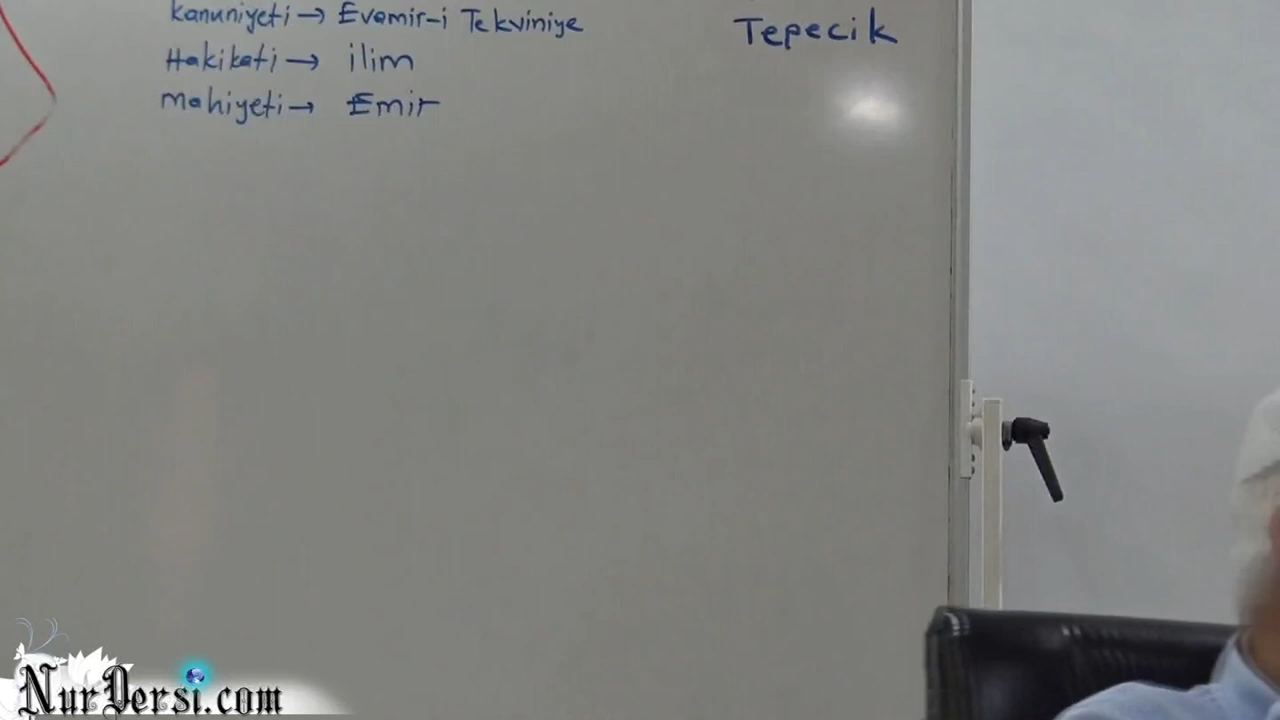 Kanuniyeti → Evamir-i Tekviniye
Hakikati → ilim
Mahiyeti → Emir
Tepecik
NurDersi.com